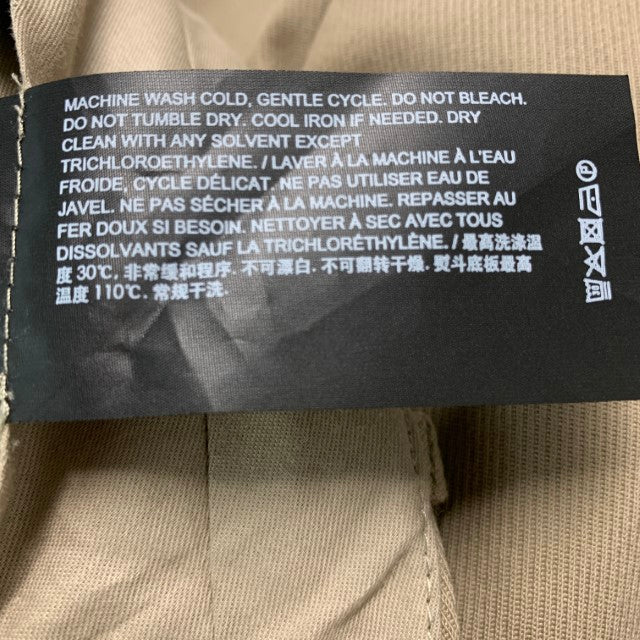 MACHINE WASH COLD, GENTLE CYCLE. DO NOT BLEACH.
DO NOT TUMBLE DRY. COOL IRON IF NEEDED. DRY
CLEAN WITH ANY SOLVENT EXCEPT
TRICHLOROETHYLENE. / LAVER À LA MACHINE À L'EAU
FROIDE, CYCLE DÉLICAT. NE PAS UTILISER EAU DE
JAVEL. NE PAS SÉCHER À LA MACHINE. REPASSER AU
FER DOUX SI BESOIN. NETTOYER À SEC AVEC TOUS
DISSOLVANTS SAUF LA TRICHLORÉTHYLÈNE. / 最高洗涤温
度 30℃. 非常缓和程序. 不可漂白. 不可翻转干燥. 熨斗底板最高
温度 110℃. 常规干洗.